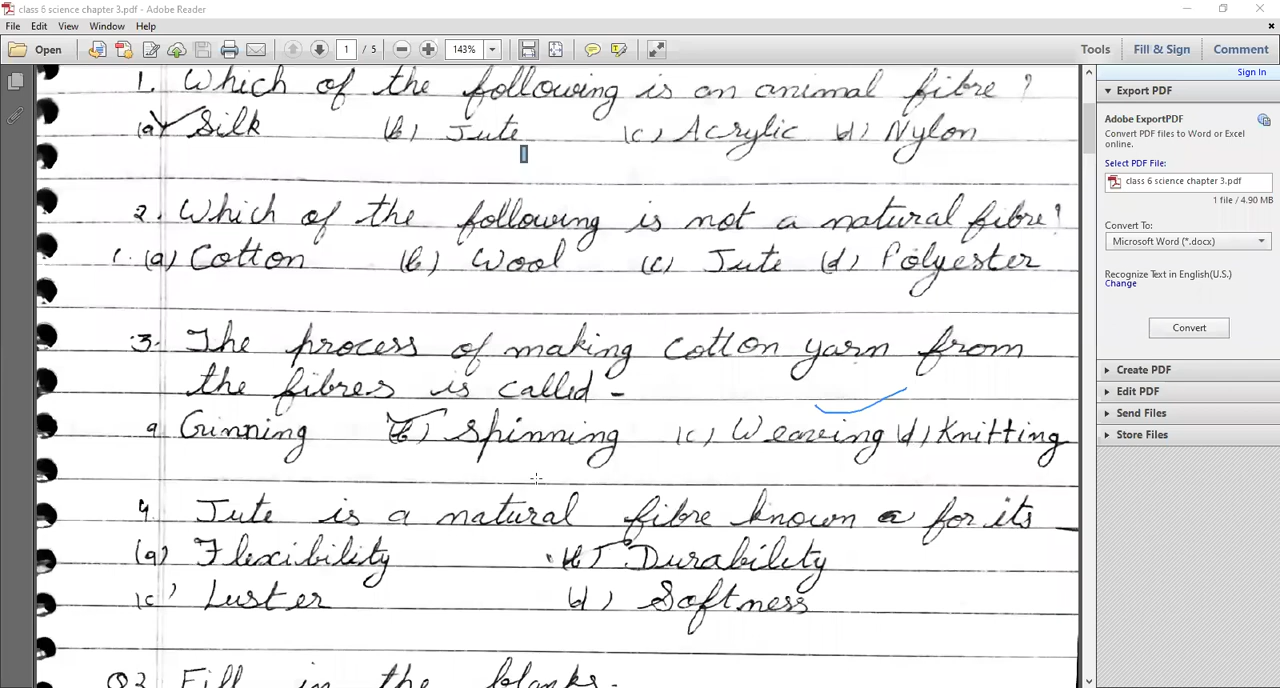 class 6 science chapter 3.pdf - Adobe Reader
File Edit View Window Help
Open 1 / 5 143% Tools Fill & Sign Comment
Sign In
Export PDF
Adobe ExportPDF
Convert PDF files to Word or Excel online.
Select PDF File:
class 6 science chapter 3.pdf
1 file / 4.90 MB
Convert To:
Microsoft Word (*.docx)
Recognize Text in English(U.S.)
Change
Convert
Create PDF
Edit PDF
Send Files
Store Files
1. Which of the following is an animal fibre ?
(a) Silk (b) Jute (c) Acrylic d) Nylon
2. Which of the following is not a natural fibre?
(a) Cotton (b) Wool (c) Jute (d) Polyester
3. The process of making cotton yarn from
the fibres is called -
a Ginning b) Spinning (c) Weaving d) Knitting
4. Jute is a natural fibre known for its
(a) Flexibility b) Durability
(c) Luster d) Softness
Q2 Fill in the blanks.